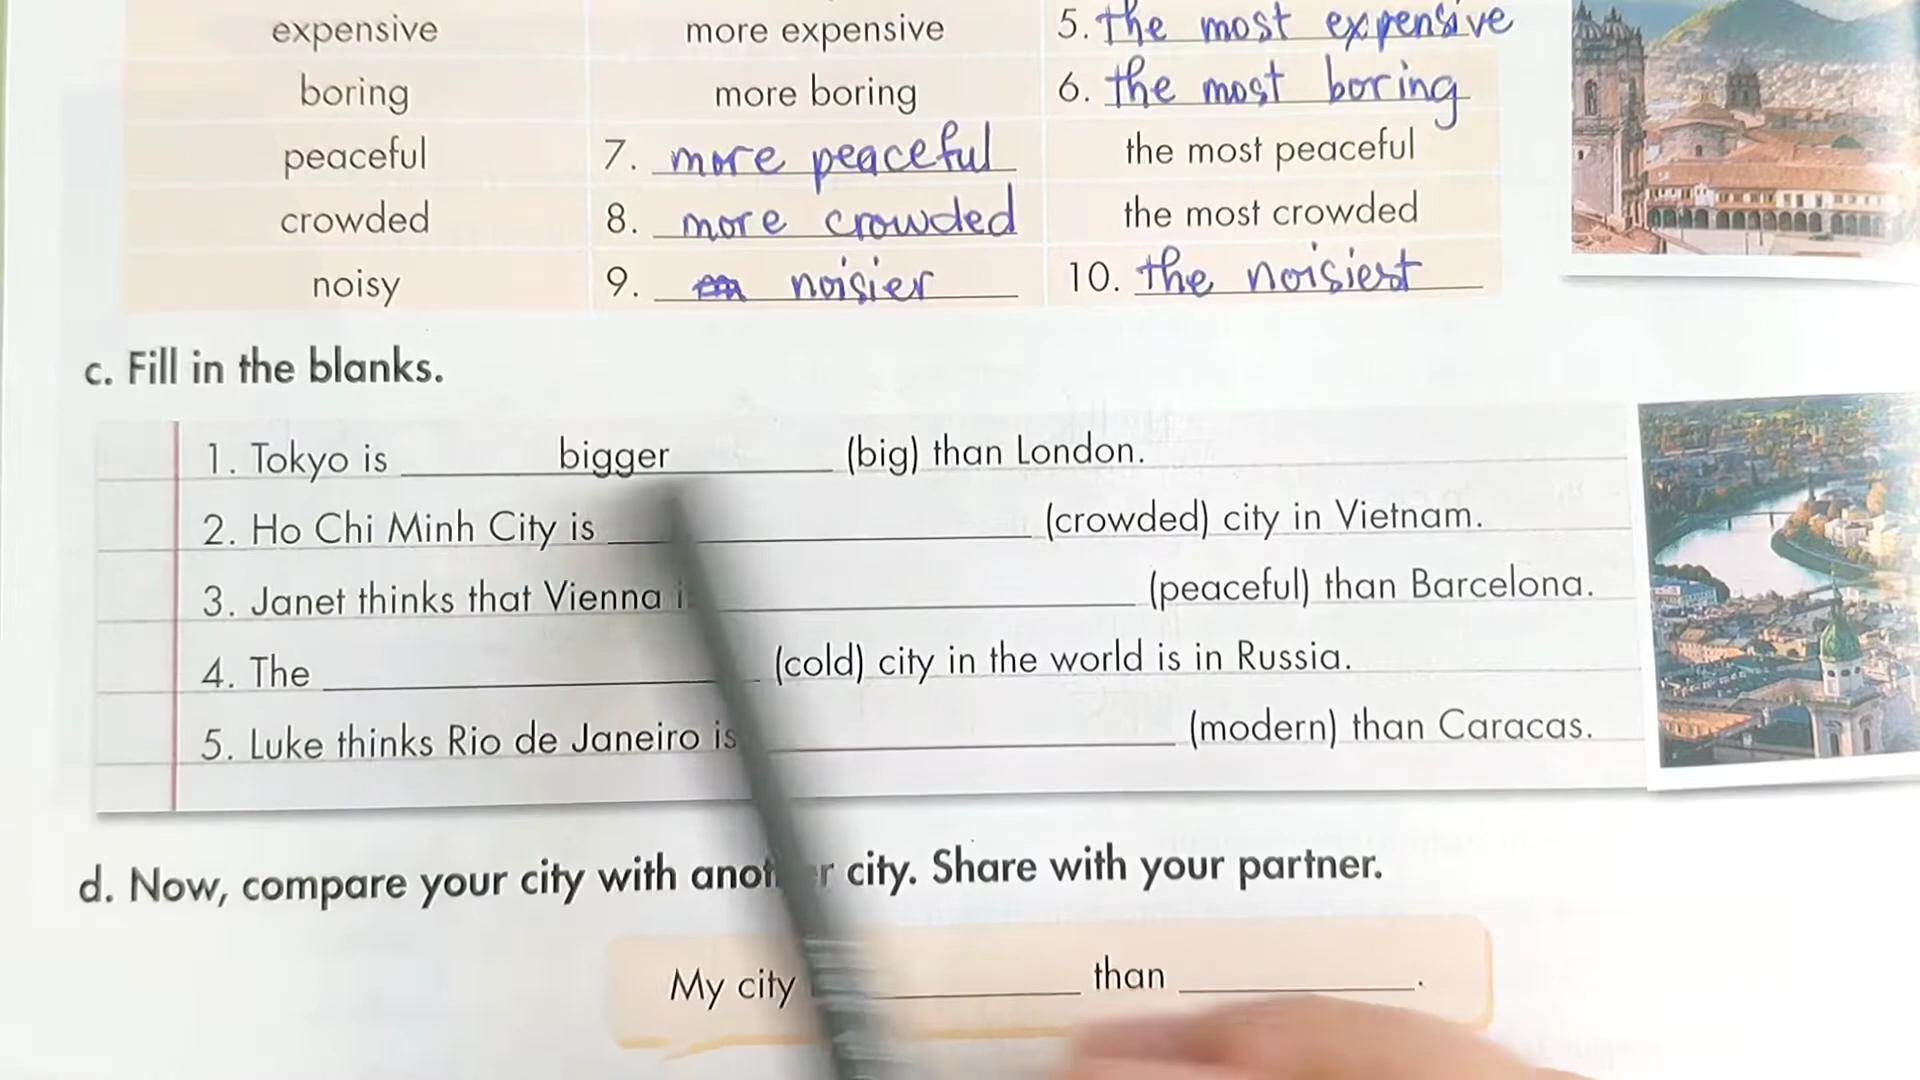 expensive more expensive 5. the most expensive
boring more boring 6. the most boring
peaceful 7. more peaceful the most peaceful
crowded 8. more crowded the most crowded
noisy 9. noisier 10. the noisiest
c. Fill in the blanks.
1. Tokyo is bigger (big) than London.
2. Ho Chi Minh City is (crowded) city in Vietnam.
3. Janet thinks that Vienna (peaceful) than Barcelona.
4. The (cold) city in the world is in Russia.
5. Luke thinks Rio de Janeiro is (modern) than Caracas.
d. Now, compare your city with city. Share with your partner.
My city than .